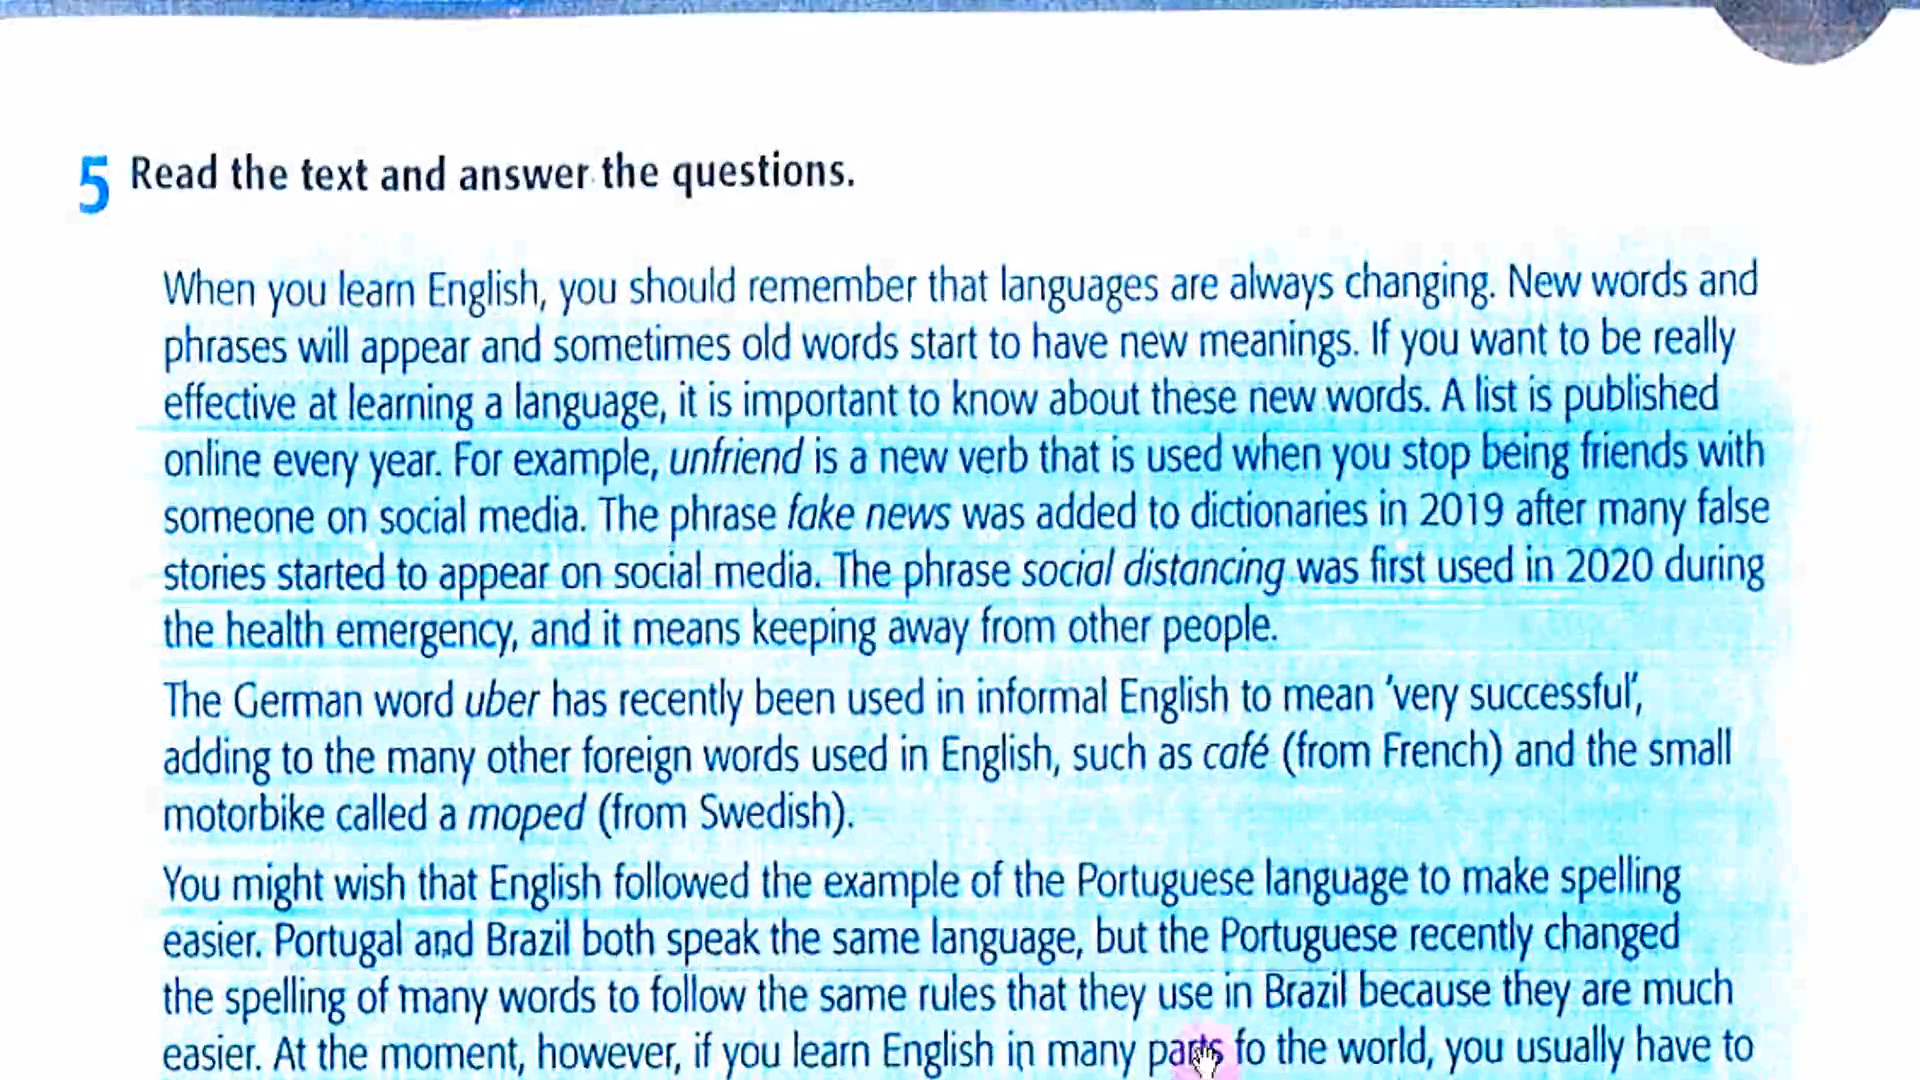 5 Read the text and answer the questions.
When you learn English, you should remember that languages are always changing. New words and
phrases will appear and sometimes old words start to have new meanings. If you want to be really
effective at learning a language, it is important to know about these new words. A list is published
online every year. For example, unfriend is a new verb that is used when you stop being friends with
someone on social media. The phrase fake news was added to dictionaries in 2019 after many false
stories started to appear on social media. The phrase social distancing was first used in 2020 during
the health emergency, and it means keeping away from other people.
The German word uber has recently been used in informal English to mean 'very successful',
adding to the many other foreign words used in English, such as café (from French) and the small
motorbike called a moped (from Swedish).
You might wish that English followed the example of the Portuguese language to make spelling
easier. Portugal and Brazil both speak the same language, but the Portuguese recently changed
the spelling of many words to follow the same rules that they use in Brazil because they are much
easier. At the moment, however, if you learn English in many parts fo the world, you usually have to